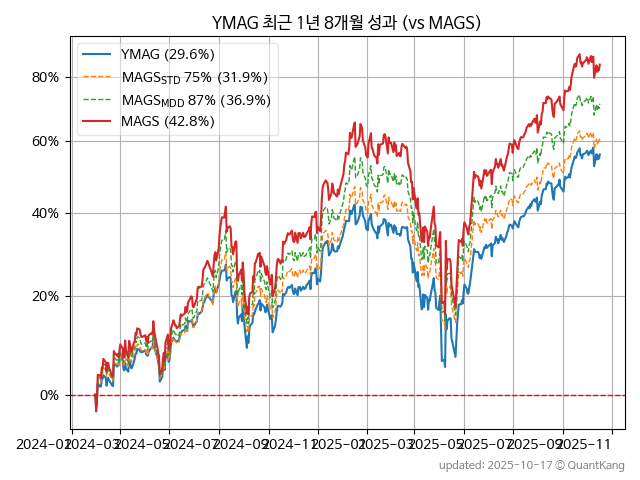 YMAG 최근 1년 8개월 성과 (vs MAGS)
YMAG (29.6%)
MAGS_STD 75% (31.9%)
MAGS_MDD 87% (36.9%)
MAGS (42.8%)
80%
60%
40%
20%
0%
2024-01 2024-03 2024-05 2024-07 2024-09 2024-11 2025-01 2025-03 2025-05 2025-07 2025-09 2025-11
updated: 2025-10-17 © QuantKang